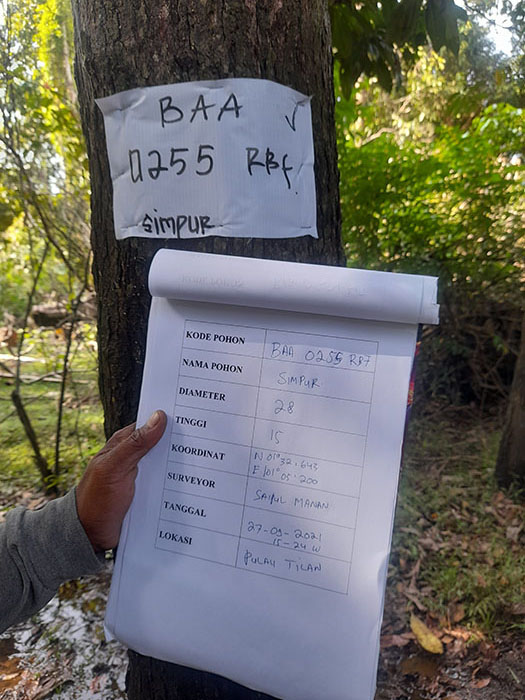 BAA
0255 RBf
SIMPUR
KODE POHON BAA 0255 RBF
NAMA POHON SIMPUR
DIAMETER 28
TINGGI 15
KOORDINAT N 01°32.643
E 101°05.200
SURVEYOR SAIFUL MANAN
TANGGAL 27-09-2021
15-24 W
LOKASI PULAU TILAN